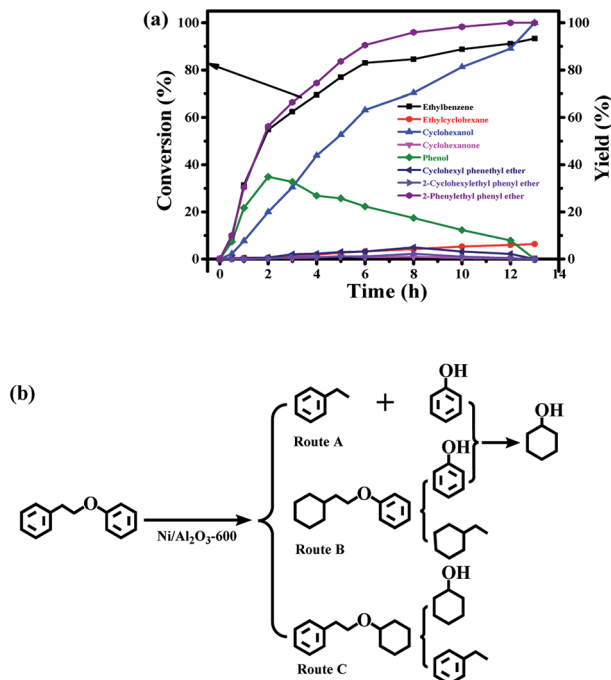 (a)
Conversion (%)
100
80
60
40
20
0
Ethylbenzene
Ethylcyclohexane
Cyclohexanol
Cyclohexanone
Phenol
Cyclohexyl phenethyl ether
2-Cyclohexylethyl phenyl ether
2-Phenylethyl phenyl ether
100
80
60
40
20
0
Yield (%)
0 2 4 6 8 10 12 14
Time (h)
(b)
O
Ni/Al₂O₃-600
+
OH
Route A
O
OH
Route B
O
OH
Route C
OH